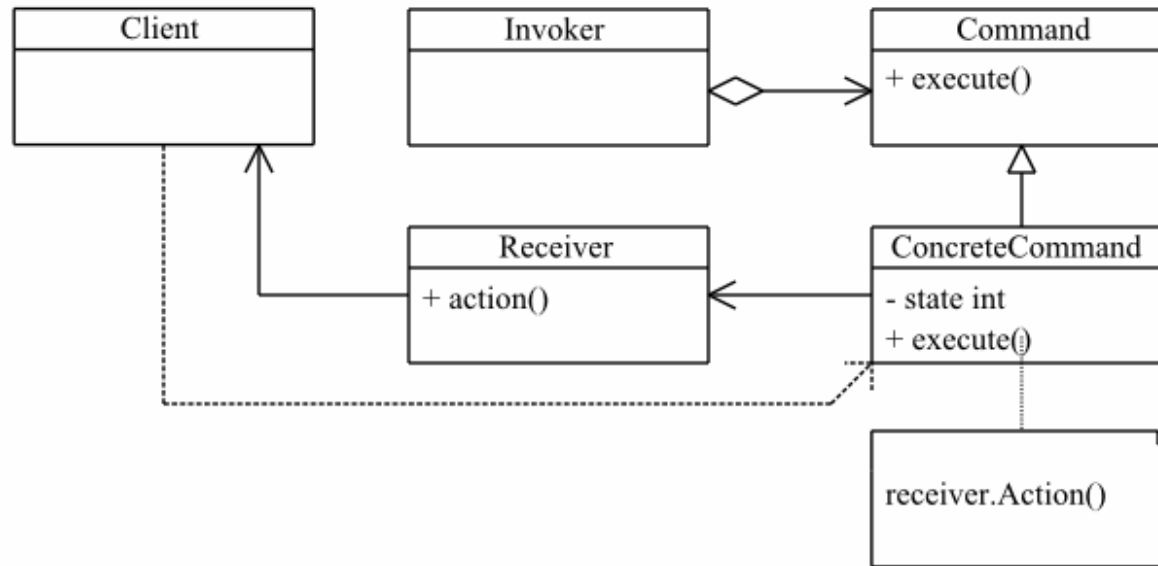 Client
Invoker
Command
+ execute()
Receiver
+ action()
ConcreteCommand
- state int
+ execute()
receiver.Action()